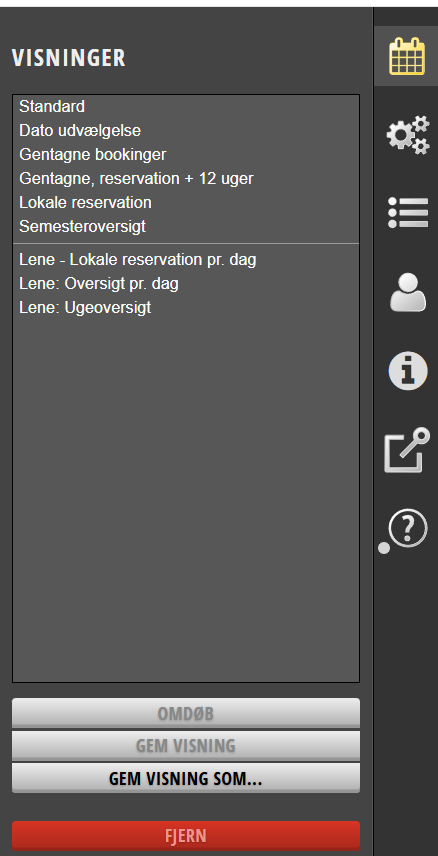 VISNINGER
Standard
Dato udvælgelse
Gentagne bookinger
Gentagne, reservation + 12 uger
Lokale reservation
Semesteroversigt
Lene - Lokale reservation pr. dag
Lene: Oversigt pr. dag
Lene: Ugeoversigt
OMDØB
GEM VISNING
GEM VISNING SOM...
FJERN